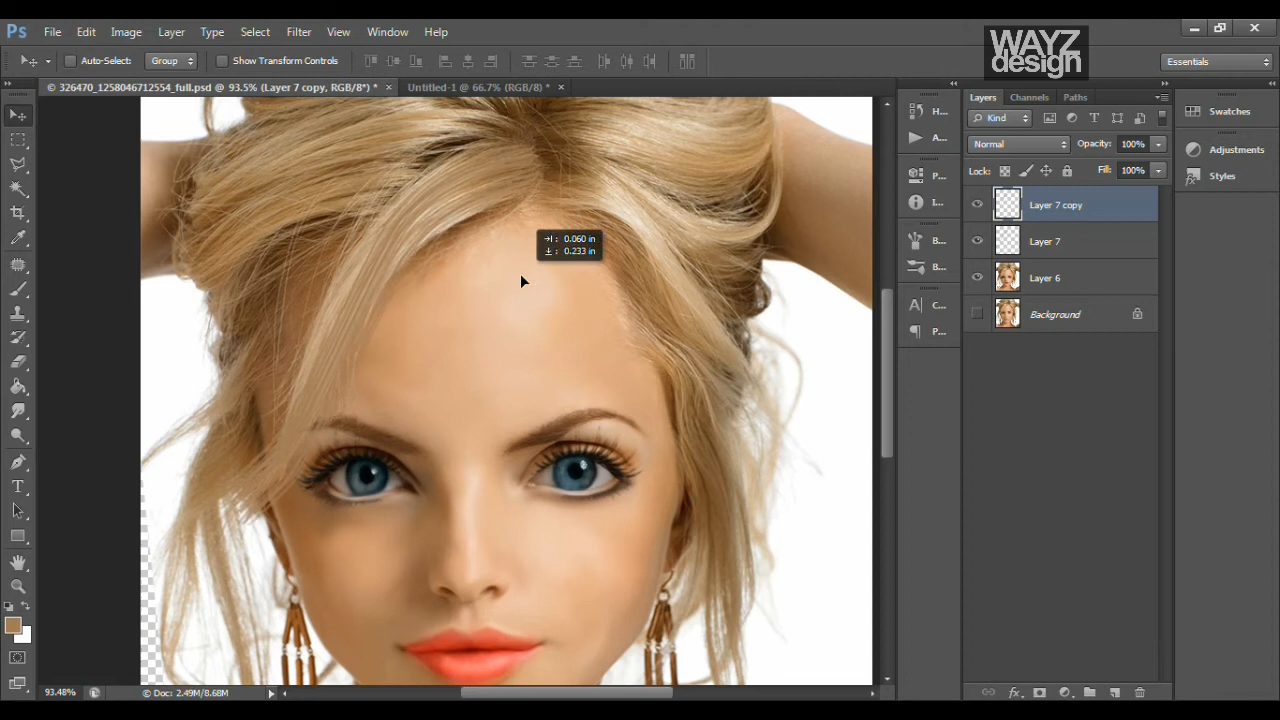 Ps File Edit Image Layer Type Select Filter View Window Help
WAYZ
design
Auto-Select: Group Show Transform Controls Essentials
© 326470_1258046712554_full.psd @ 93.5% (Layer 7 copy, RGB/8*) * × Untitled-1 @ 66.7% (RGB/8) * ×
Layers Channels Paths
H...
A...
P...
I...
B...
B...
C...
P...
Kind
Normal Opacity: 100%
Lock: Fill: 100%
Layer 7 copy
Layer 7
Layer 6
Background
Swatches
Adjustments
Styles
0.060 in
0.233 in
93.48% Doc: 2.49M/8.68M